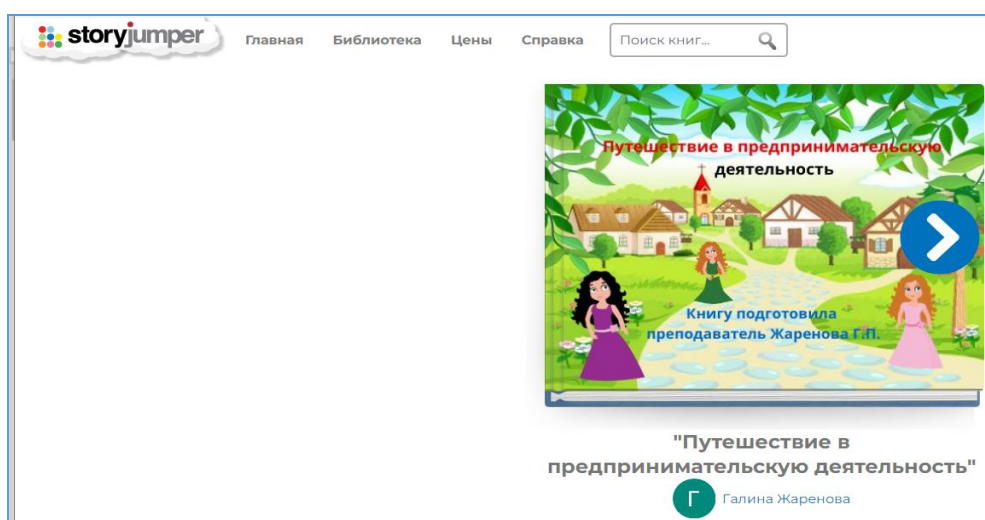 storyjumper
Главная Библиотека Цены Справка Поиск книг...
Путешествие в предпринимательскую
деятельность
Книгу подготовила
преподаватель Жаренова Г.П.
"Путешествие в
предпринимательскую деятельность"
Г Галина Жаренова